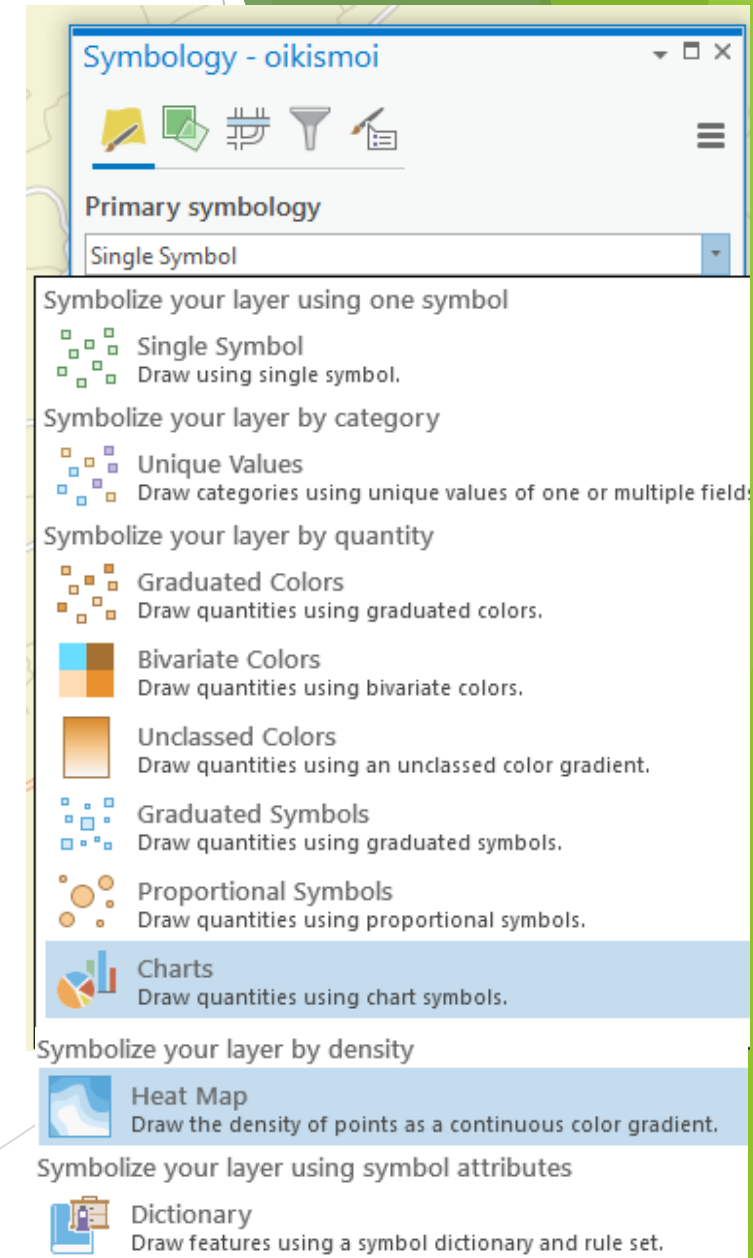 Symbology - oikismoi
Primary symbology
Single Symbol
Symbolize your layer using one symbol
Single Symbol
Draw using single symbol.
Symbolize your layer by category
Unique Values
Draw categories using unique values of one or multiple fields
Symbolize your layer by quantity
Graduated Colors
Draw quantities using graduated colors.
Bivariate Colors
Draw quantities using bivariate colors.
Unclassed Colors
Draw quantities using an unclassed color gradient.
Graduated Symbols
Draw quantities using graduated symbols.
Proportional Symbols
Draw quantities using proportional symbols.
Charts
Draw quantities using chart symbols.
Symbolize your layer by density
Heat Map
Draw the density of points as a continuous color gradient.
Symbolize your layer using symbol attributes
Dictionary
Draw features using a symbol dictionary and rule set.